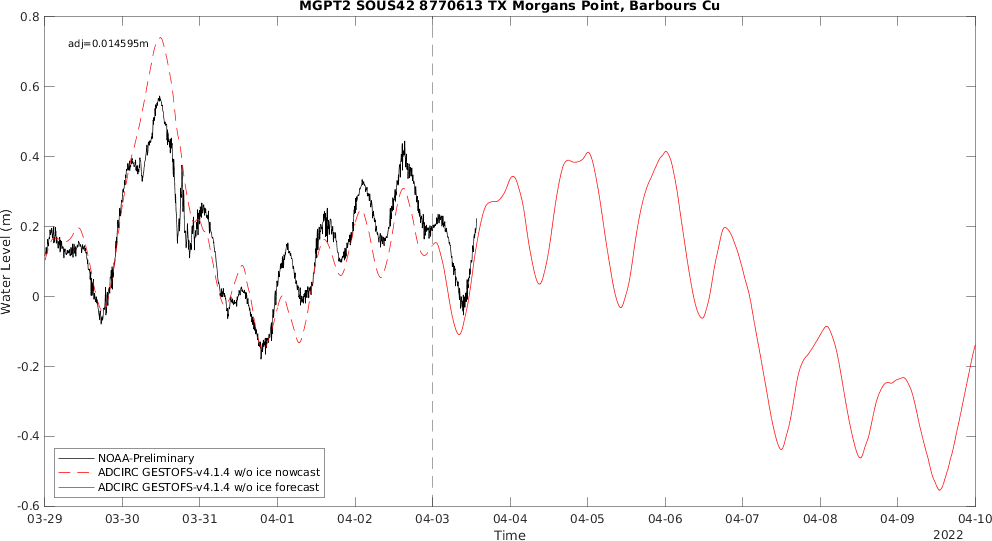 MGPT2 SOUS42 8770613 TX Morgans Point, Barbours Cu
adj=0.014595m
Water Level (m)
0.8
0.6
0.4
0.2
0
-0.2
-0.4
-0.6
NOAA-Preliminary
ADCIRC GESTOFS-v4.1.4 w/o ice nowcast
ADCIRC GESTOFS-v4.1.4 w/o ice forecast
03-29 03-30 03-31 04-01 04-02 04-03 04-04 04-05 04-06 04-07 04-08 04-09 04-10
Time
2022